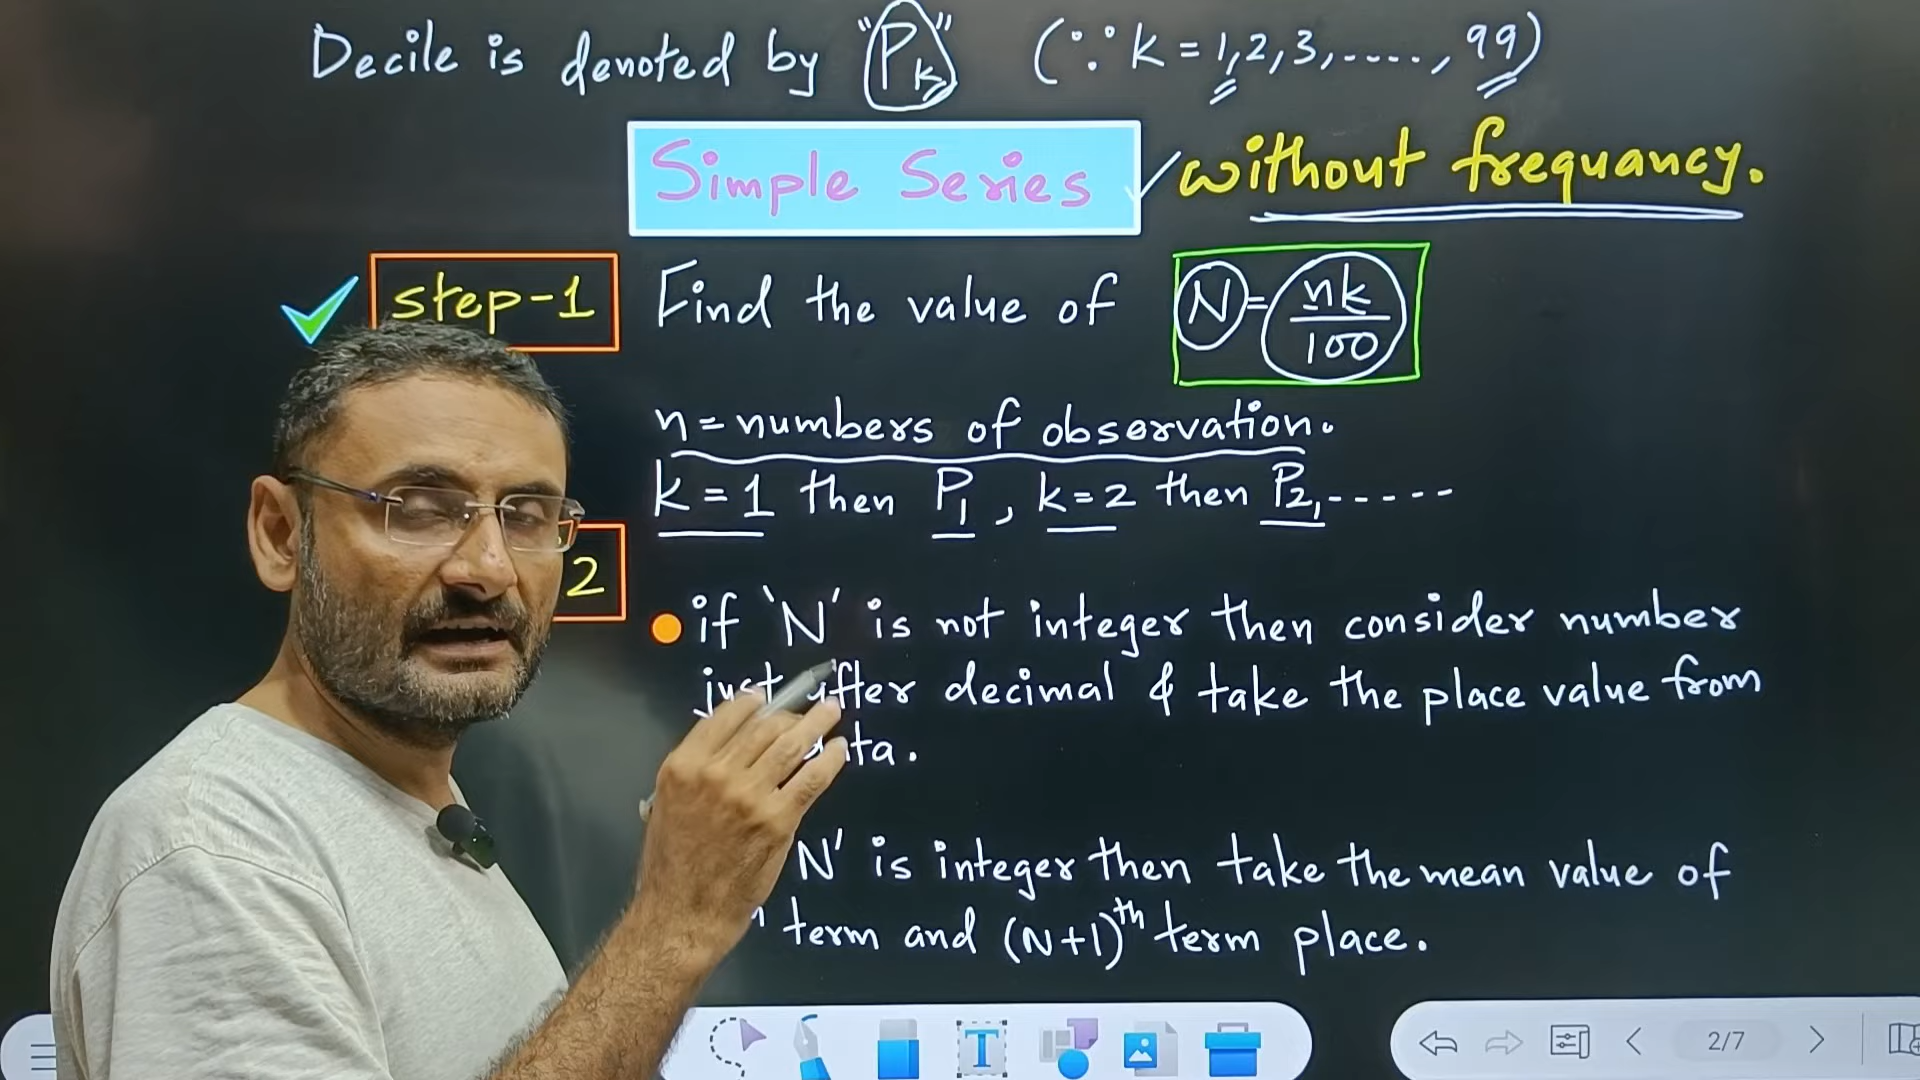 Decile is denoted by "Pk" (∵ k = 1,2,3,....., 99)
Simple Series without frequancy.
step-1 Find the value of N = nk/100
n = numbers of observation.
k = 1 then P1, k = 2 then P2, -----
2
if 'N' is not integer then consider number
just after decimal & take the place value from
N' is integer then take the mean value of
term and (N+1)th term place.
T
2/7